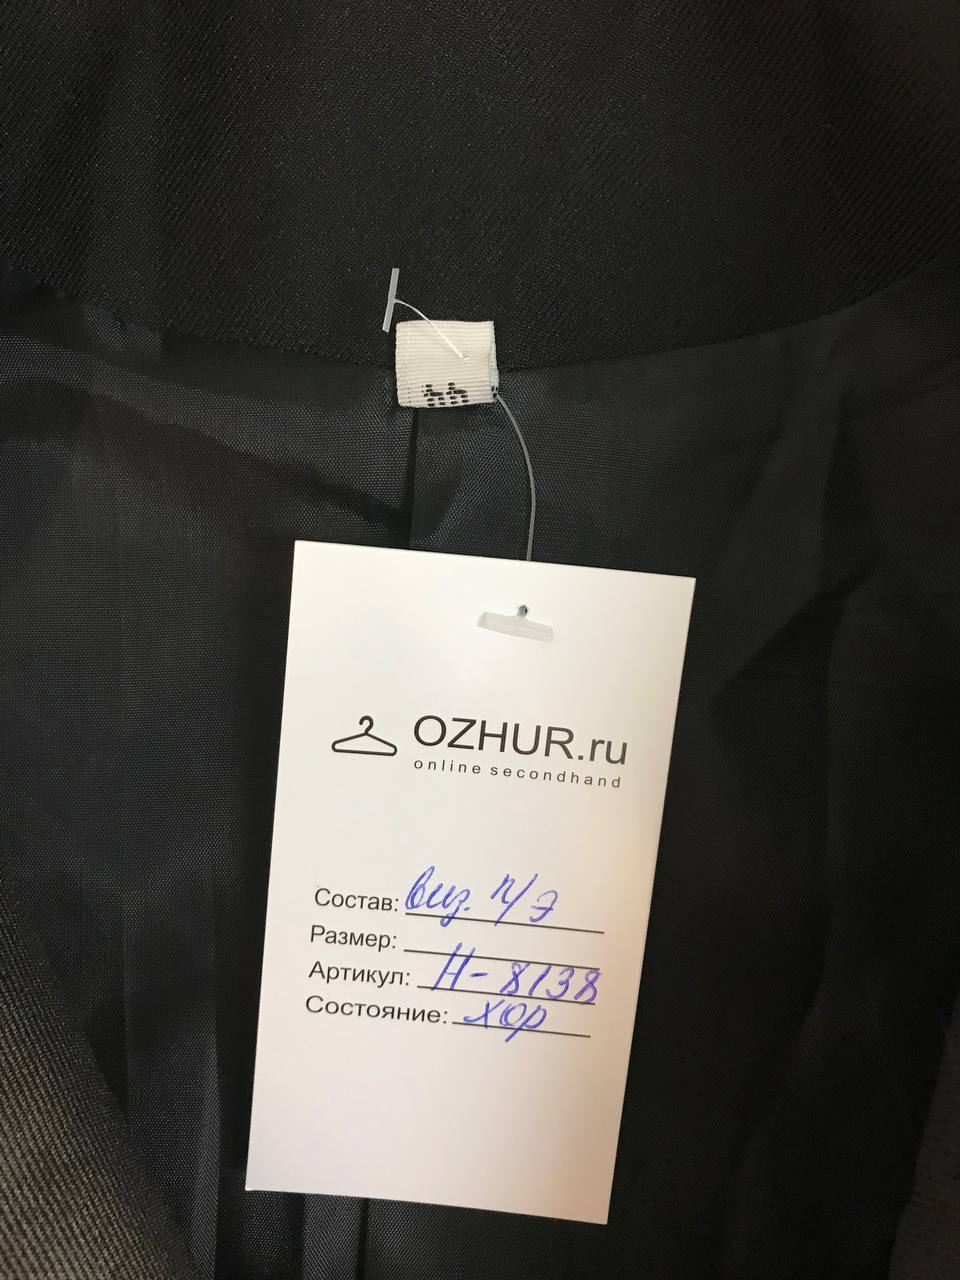 OZHUR.ru
online secondhand
Состав: виз. п/э
Размер:
Артикул: Н-8138
Состояние: хор